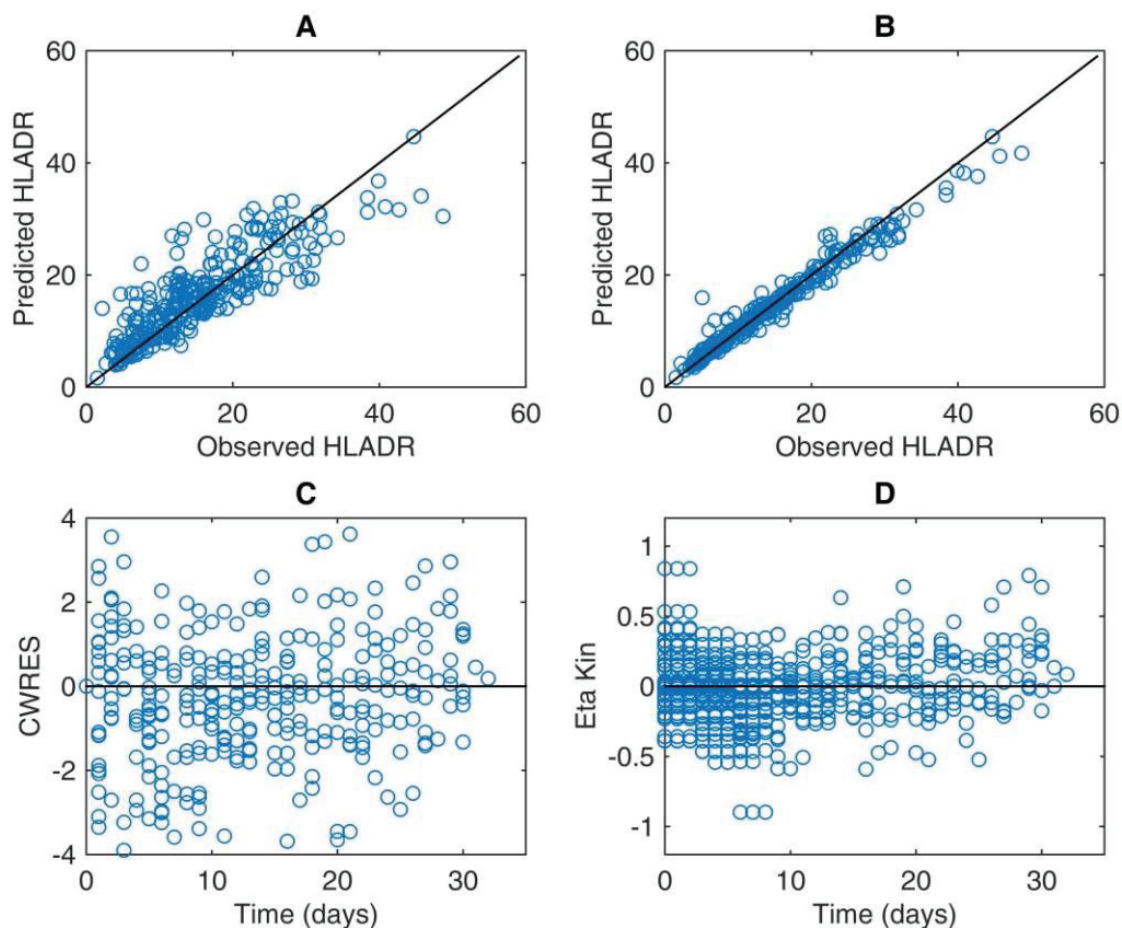 A
60
40
20
0
Predicted HLADR
0 20 40 60
Observed HLADR
B
60
40
20
0
Predicted HLADR
0 20 40 60
Observed HLADR
C
4
2
0
-2
-4
CWRES
0 10 20 30
Time (days)
D
1
0.5
0
-0.5
-1
Eta Kin
0 10 20 30
Time (days)